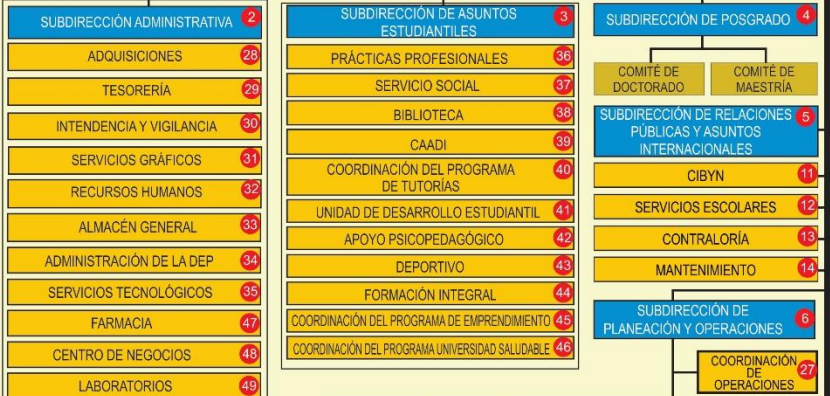 SUBDIRECCIÓN ADMINISTRATIVA 2
ADQUISICIONES 28
TESORERÍA 29
INTENDENCIA Y VIGILANCIA 30
SERVICIOS GRÁFICOS 31
RECURSOS HUMANOS 32
ALMACÉN GENERAL 33
ADMINISTRACIÓN DE LA DEP 34
SERVICIOS TECNOLÓGICOS 35
FARMACIA 47
CENTRO DE NEGOCIOS 48
LABORATORIOS 49
SUBDIRECCIÓN DE ASUNTOS 3
ESTUDIANTILES
PRÁCTICAS PROFESIONALES 36
SERVICIO SOCIAL 37
BIBLIOTECA 38
CAADI 39
COORDINACIÓN DEL PROGRAMA 40
DE TUTORÍAS
UNIDAD DE DESARROLLO ESTUDIANTIL 41
APOYO PSICOPEDAGÓGICO 42
DEPORTIVO 43
FORMACIÓN INTEGRAL 44
COORDINACIÓN DEL PROGRAMA DE EMPRENDIMIENTO 45
COORDINACIÓN DEL PROGRAMA UNIVERSIDAD SALUDABLE 46
SUBDIRECCIÓN DE POSGRADO 4
COMITÉ DE
DOCTORADO
COMITÉ DE
MAESTRÍA
SUBDIRECCIÓN DE RELACIONES 5
PÚBLICAS Y ASUNTOS
INTERNACIONALES
CIBYN 11
SERVICIOS ESCOLARES 12
CONTRALORÍA 13
MANTENIMIENTO 14
SUBDIRECCIÓN DE
PLANEACIÓN Y OPERACIONES 6
COORDINACIÓN
DE 27
OPERACIONES